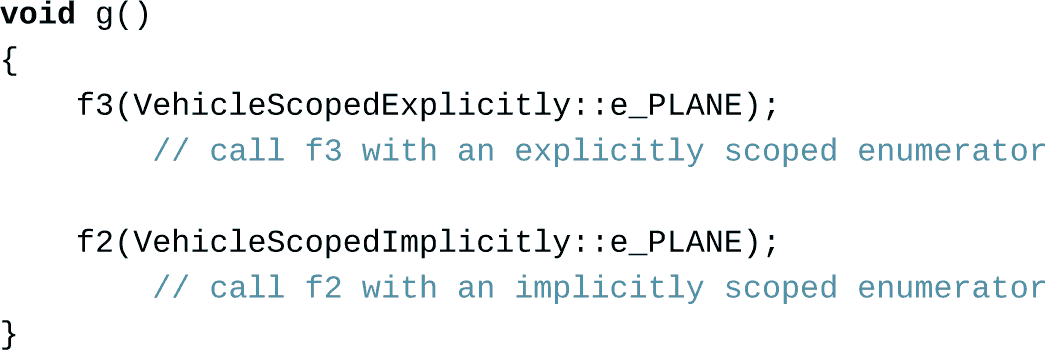 void g()
{
    f3(VehicleScopedExplicitly::e_PLANE);
        // call f3 with an explicitly scoped enumerator

    f2(VehicleScopedImplicitly::e_PLANE);
        // call f2 with an implicitly scoped enumerator
}